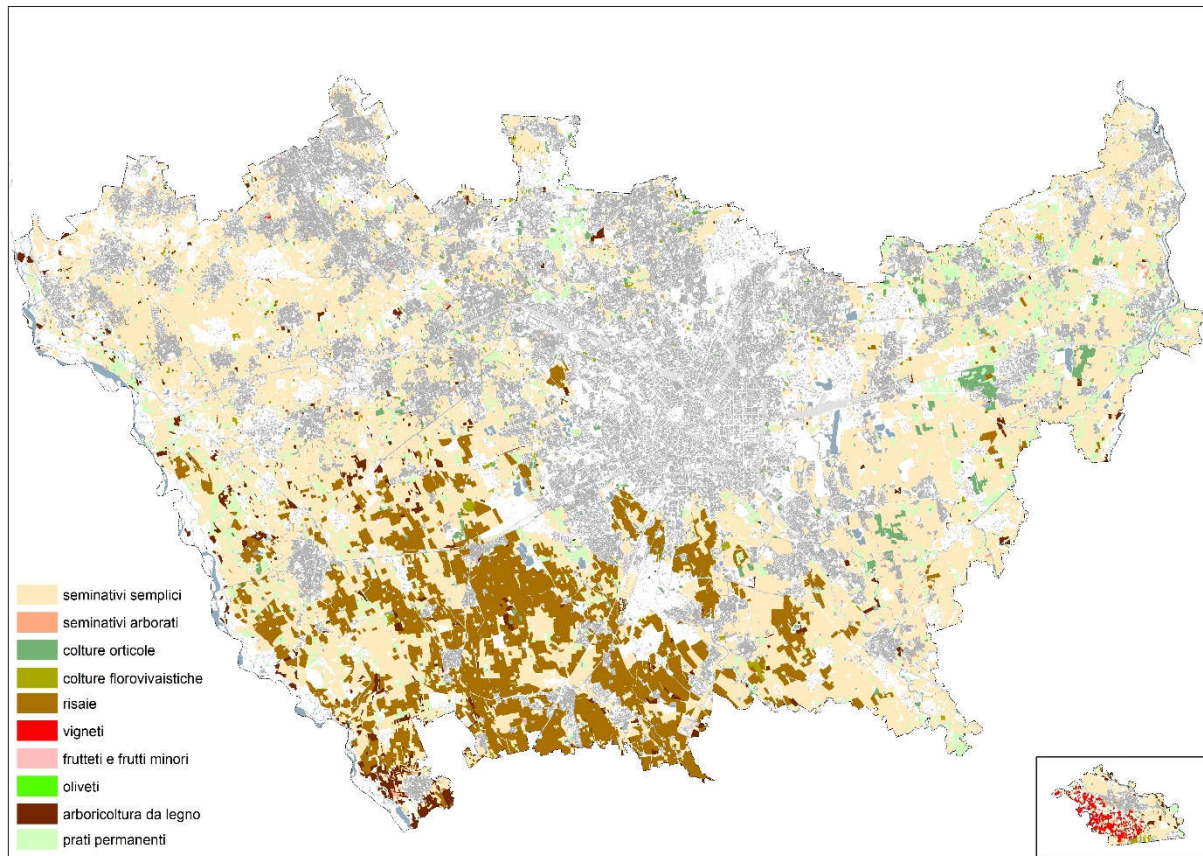 seminativi semplici
seminativi arborati
colture orticole
colture florovivaistiche
risaie
vigneti
frutteti e frutti minori
oliveti
arboricoltura da legno
prati permanenti